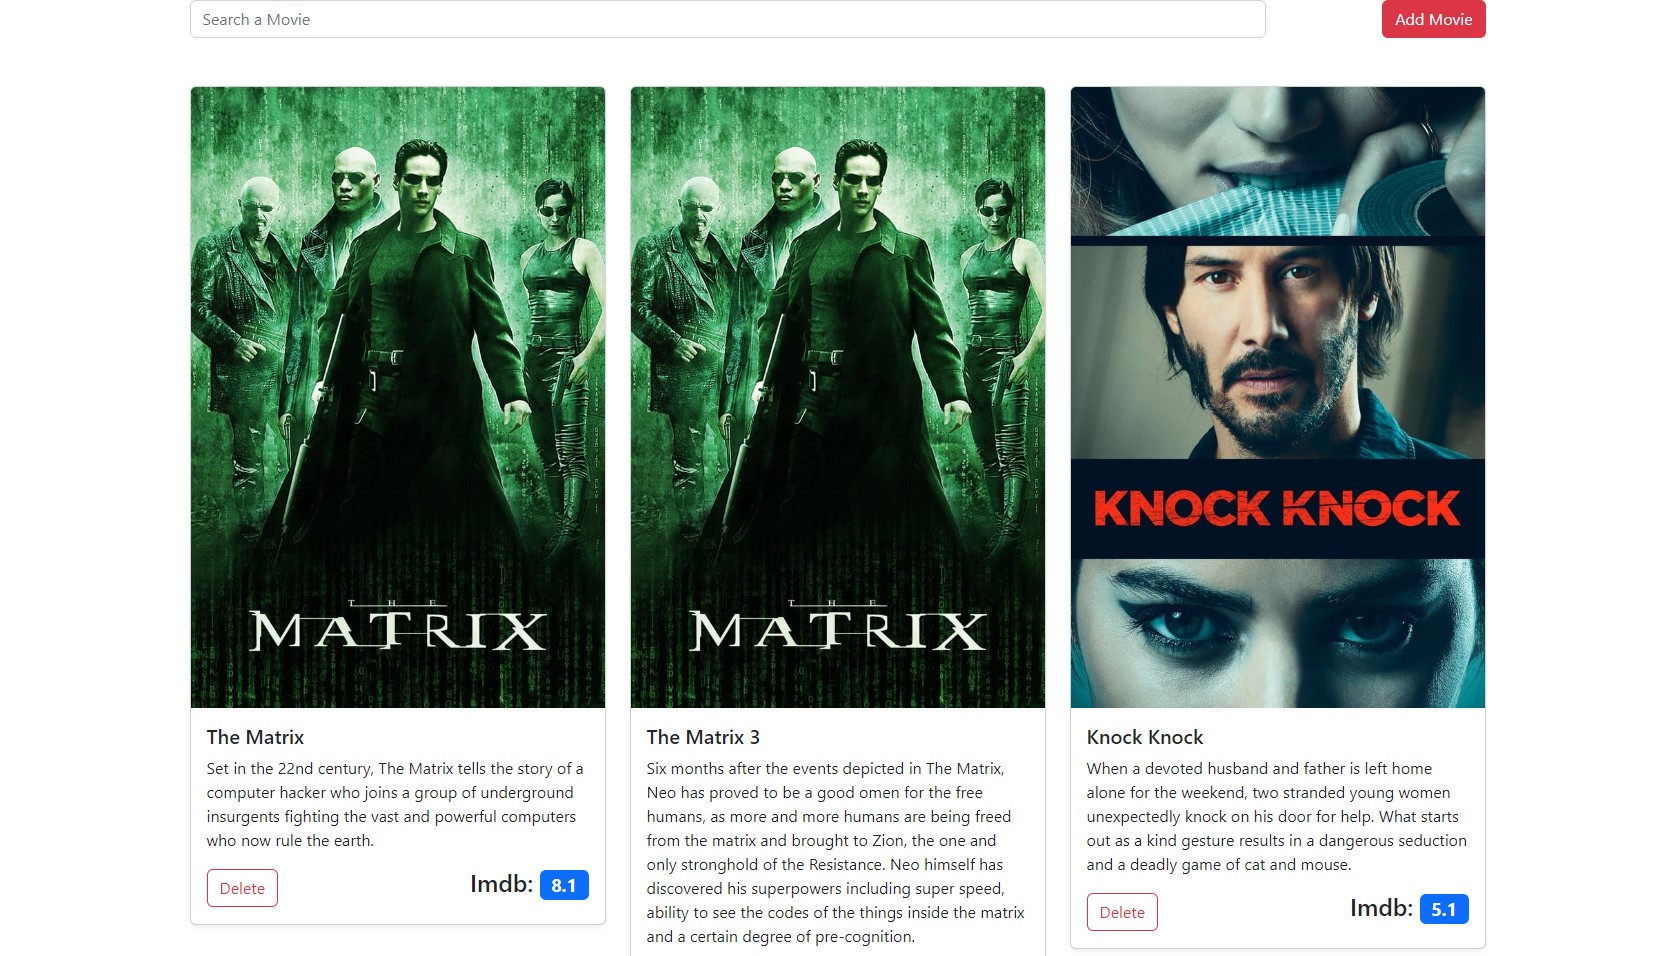 Search a Movie
Add Movie
THE
MATRIX
THE
MATRIX
KNOCK KNOCK
The Matrix
Set in the 22nd century, The Matrix tells the story of a
computer hacker who joins a group of underground
insurgents fighting the vast and powerful computers
who now rule the earth.
Delete
Imdb: 8.1
The Matrix 3
Six months after the events depicted in The Matrix,
Neo has proved to be a good omen for the free
humans, as more and more humans are being freed
from the matrix and brought to Zion, the one and
only stronghold of the Resistance. Neo himself has
discovered his superpowers including super speed,
ability to see the codes of the things inside the matrix
and a certain degree of pre-cognition.
Knock Knock
When a devoted husband and father is left home
alone for the weekend, two stranded young women
unexpectedly knock on his door for help. What starts
out as a kind gesture results in a dangerous seduction
and a deadly game of cat and mouse.
Delete
Imdb: 5.1